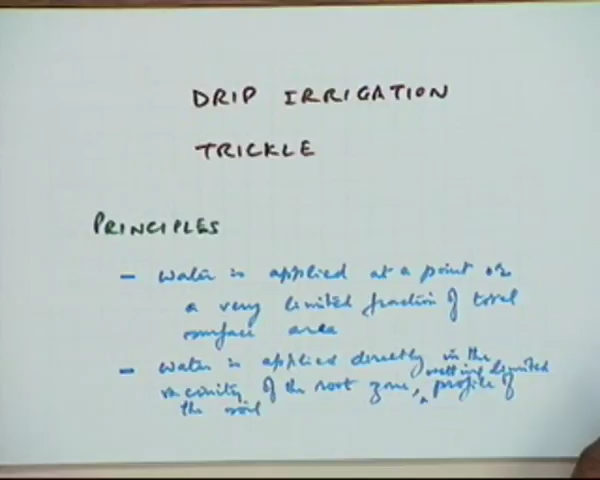 DRIP IRRIGATION
TRICKLE
PRINCIPLES
- Water is applied at a point or
a very limited fraction of total
surface area
- Water is applied directly in the
vicinity of the root zone, wetting limited profile of
the soil